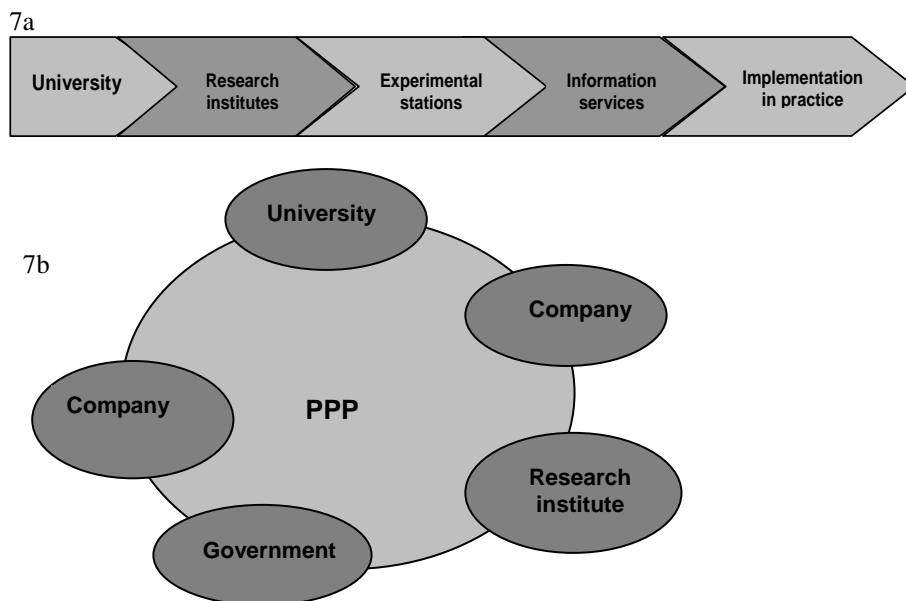 7a
University
Research
institutes
Experimental
stations
Information
services
Implementation
in practice
7b
University
Company
Company
PPP
Research
institute
Government